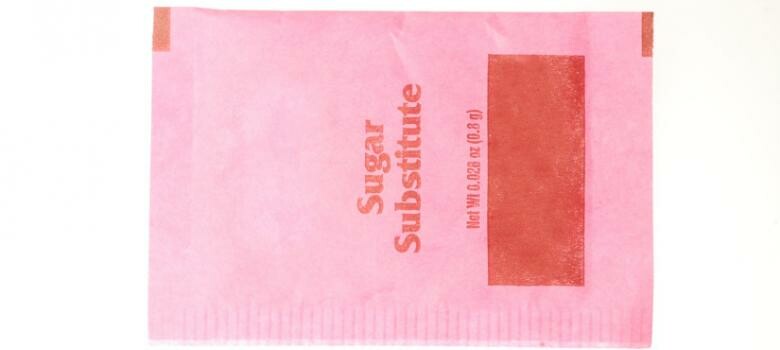 Sugar
Substitute
Net Wt 0.028 oz (0.8 g)